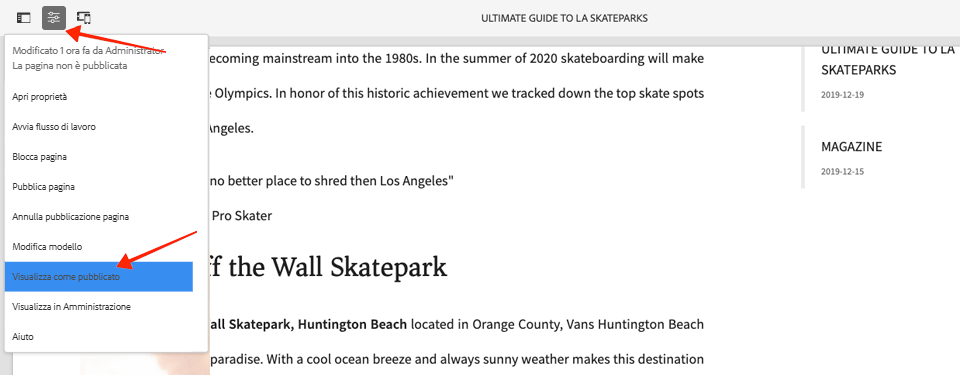 ULTIMATE GUIDE TO LA SKATEPARKS
Modificato 1 ora fa da Administrator
La pagina non è pubblicata
Apri proprietà
Avvia flusso di lavoro
Blocca pagina
Pubblica pagina
Annulla pubblicazione pagina
Modifica modello
Visualizza come pubblicato
Visualizza in Amministrazione
Aiuto
ecoming mainstream into the 1980s. In the summer of 2020 skateboarding will make
Olympics. In honor of this historic achievement we tracked down the top skate spots
Angeles.
no better place to shred then Los Angeles"
Pro Skater
ff the Wall Skatepark
all Skatepark, Huntington Beach located in Orange County, Vans Huntington Beach
paradise. With a cool ocean breeze and always sunny weather makes this destination
ULTIMATE GUIDE TO LA
SKATEPARKS
2019-12-19
MAGAZINE
2019-12-15